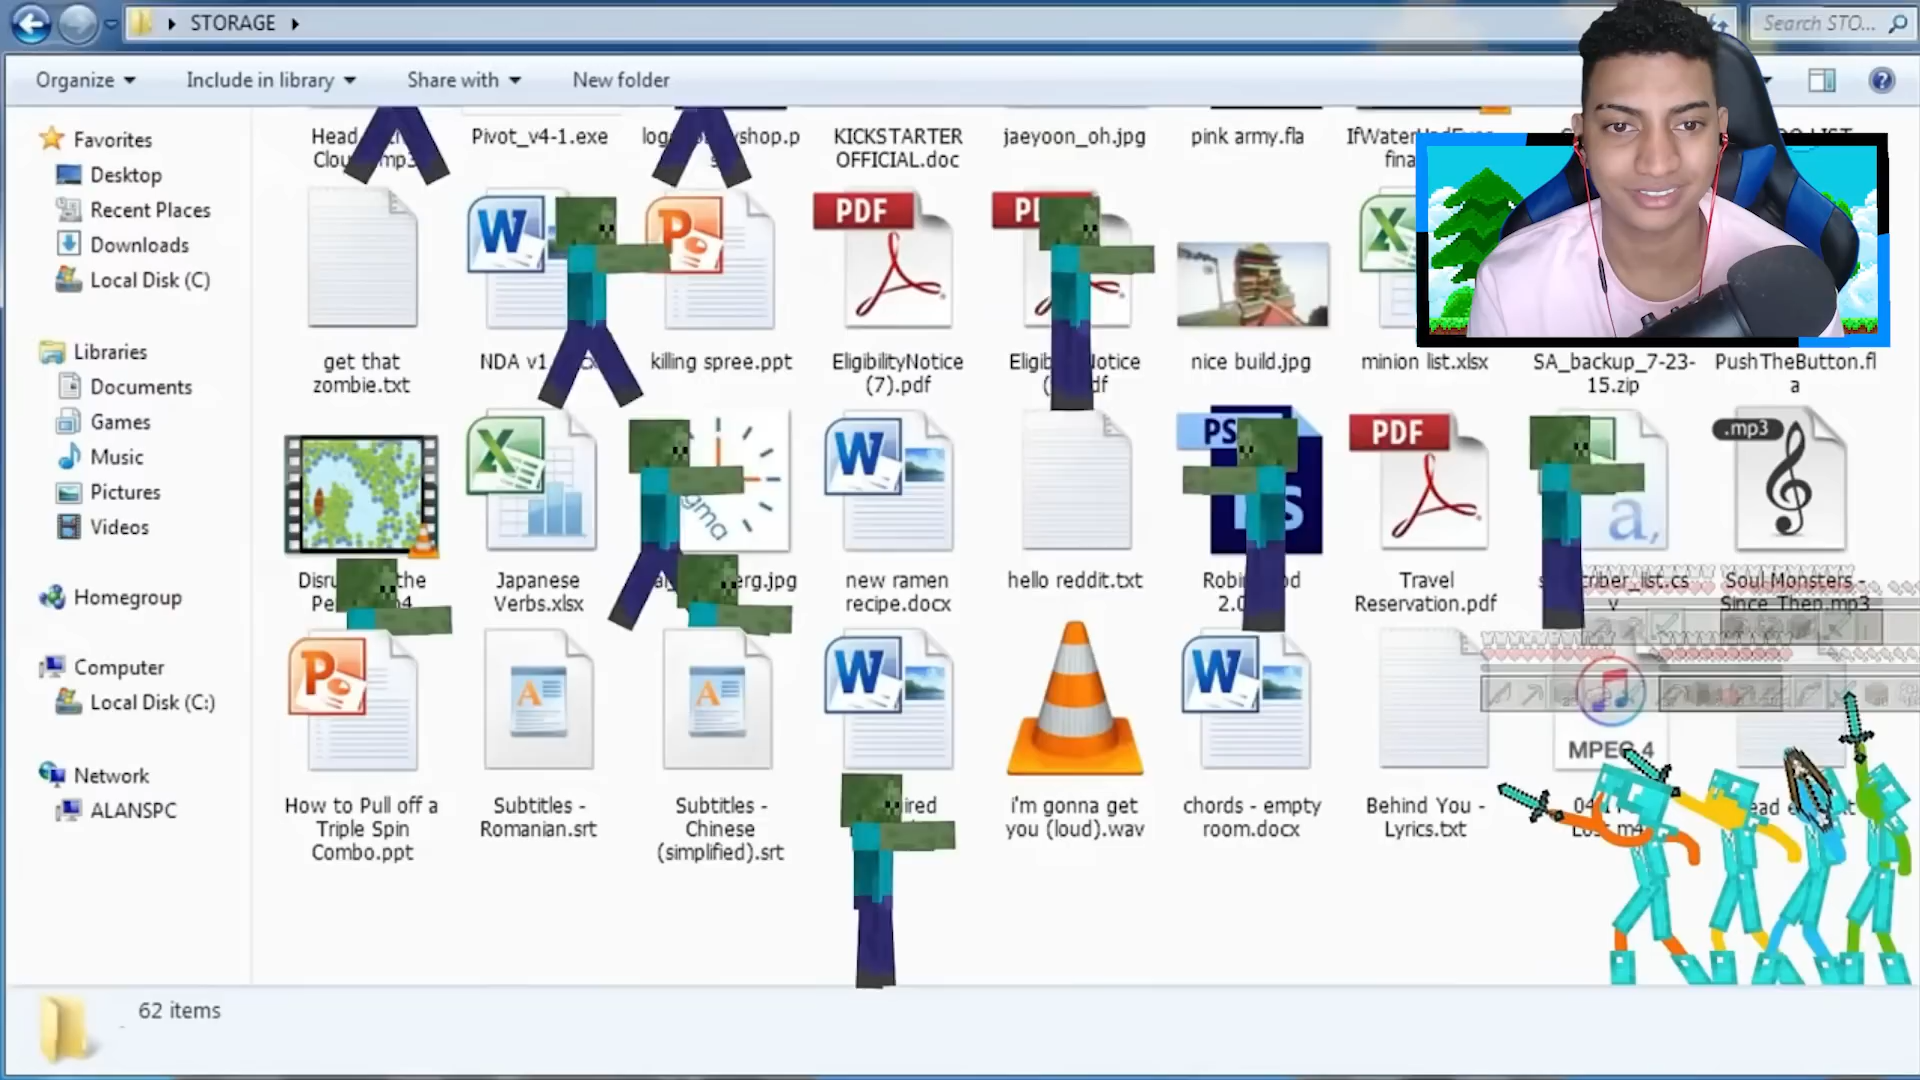 STORAGE
Search STO...
Organize
Include in library
Share with
New folder
Favorites
Desktop
Recent Places
Downloads
Local Disk (C)
Libraries
Documents
Games
Music
Pictures
Videos
Homegroup
Computer
Local Disk (C:)
Network
ALANSPC
Head
Pivot_v4-1.exe
KICKSTARTER
OFFICIAL.doc
jaeyoon_oh.jpg
pink army.fla
get that
zombie.txt
NDA v1
killing spree.ppt
PDF
EligibilityNotice
(7).pdf
nice build.jpg
minion list.xlsx
SA_backup_7-23-
15.zip
PushTheButton.fl
a
Japanese
Verbs.xlsx
new ramen
recipe.docx
hello reddit.txt
PDF
Travel
Reservation.pdf
a,
.mp3
Soul Monsters -
Since Then.mp3
How to Pull off a
Triple Spin
Combo.ppt
Subtitles -
Romanian.srt
Subtitles -
Chinese
(simplified).srt
i'm gonna get
you (loud).wav
chords - empty
room.docx
Behind You -
Lyrics.txt
MPEG.4
62 items